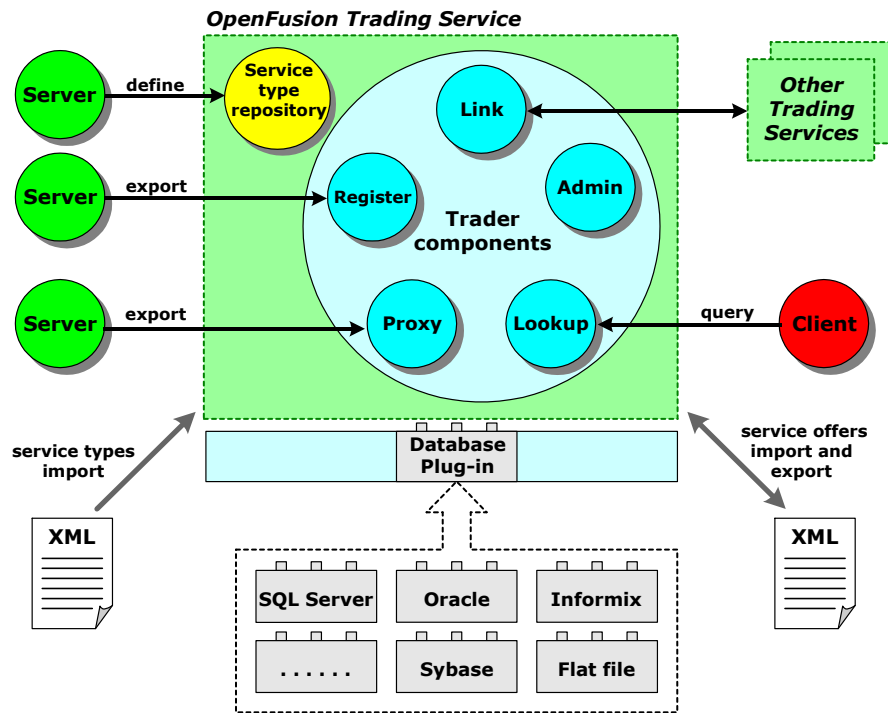 OpenFusion Trading Service
Server
define
Service
type
repository
Link
Other
Trading
Services
Server
export
Register
Admin
Trader
components
Server
export
Proxy
Lookup
query
Client
service types
import
Database
Plug-in
service offers
import and
export
XML
XML
SQL Server
Oracle
Informix
. . . . . .
Sybase
Flat file